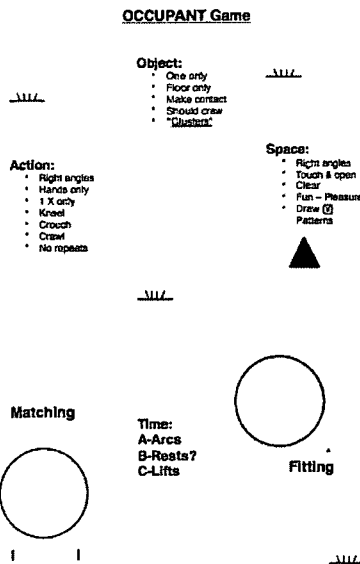 OCCUPANT Game
Object:
* One only
* Floor only
* Make contact
* Should craw
* "Clusters"
Action:
* Right angles
* Hands only
* 1 X only
* Kneel
* Crouch
* Crawl
* No repeats
Space:
* Right angles
* Touch & open
* Clear
* Fun – Pleasure
* Draw
Patterns
Matching
Time:
A-Arcs
B-Rests?
C-Lifts
Fitting